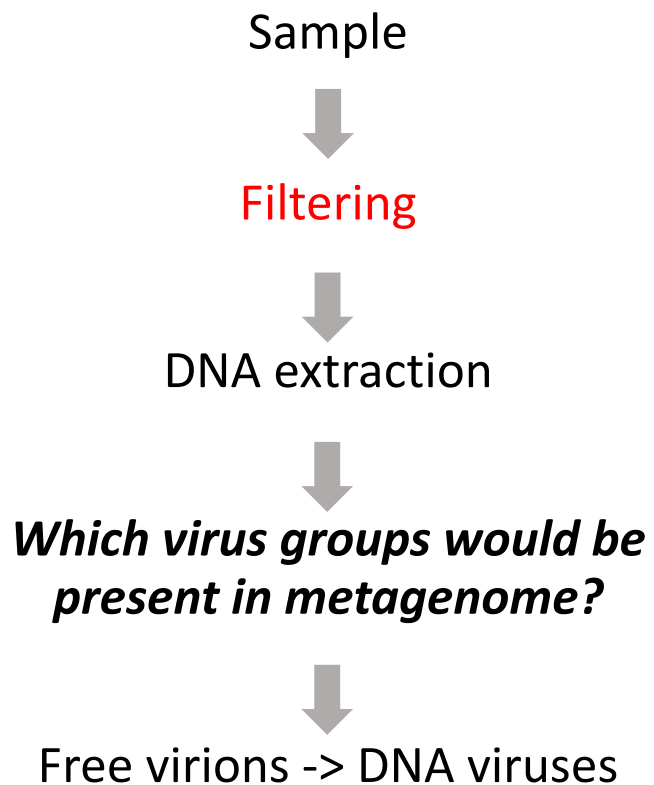 Sample
Filtering
DNA extraction
Which virus groups would be
present in metagenome?
Free virions -> DNA viruses